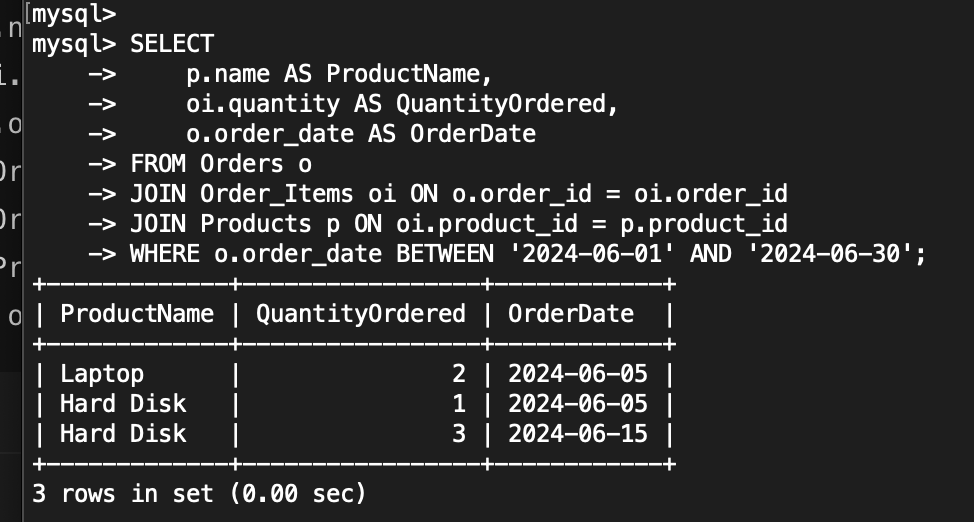 mysql>
mysql> SELECT
    ->     p.name AS ProductName,
    ->     oi.quantity AS QuantityOrdered,
    ->     o.order_date AS OrderDate
    -> FROM Orders o
    -> JOIN Order_Items oi ON o.order_id = oi.order_id
    -> JOIN Products p ON oi.product_id = p.product_id
    -> WHERE o.order_date BETWEEN '2024-06-01' AND '2024-06-30';
+-------------+-----------------+------------+
| ProductName | QuantityOrdered | OrderDate  |
+-------------+-----------------+------------+
| Laptop      |               2 | 2024-06-05 |
| Hard Disk   |               1 | 2024-06-05 |
| Hard Disk   |               3 | 2024-06-15 |
+-------------+-----------------+------------+
3 rows in set (0.00 sec)